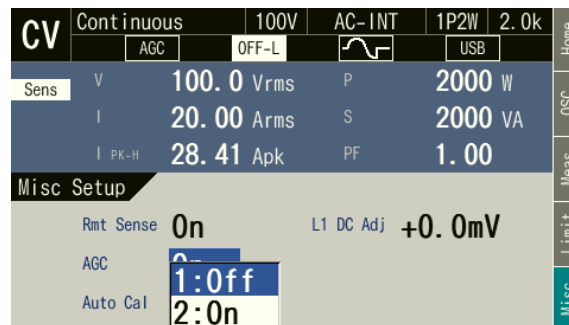 CV Continuous 100V AC-INT 1P2W 2.0k
AGC OFF-L USB
Sens V 100.0 Vrms P 2000 W
I 20.00 Arms S 2000 VA
I PK-H 28.41 Apk PF 1.00
Misc Setup
Rmt Sense On L1 DC Adj +0.0mV
AGC On
1:Off
Auto Cal 2:On
Home
OSC
Meas
Limit
Misc